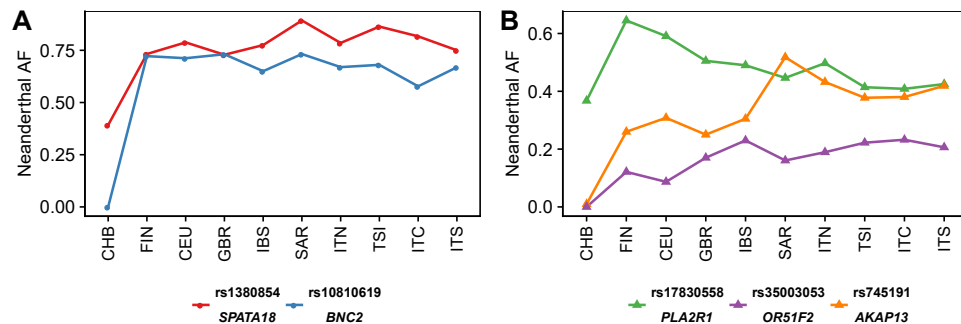 A
Neanderthal AF
0.75
0.50
0.25
0.00
CHB FIN CEU GBR IBS SAR ITN TSI ITC ITS
rs1380854 rs10810619
SPATA18 BNC2
B
Neanderthal AF
0.6
0.4
0.2
0.0
CHB FIN CEU GBR IBS SAR ITN TSI ITC ITS
rs17830558 rs35003053 rs745191
PLA2R1 OR51F2 AKAP13